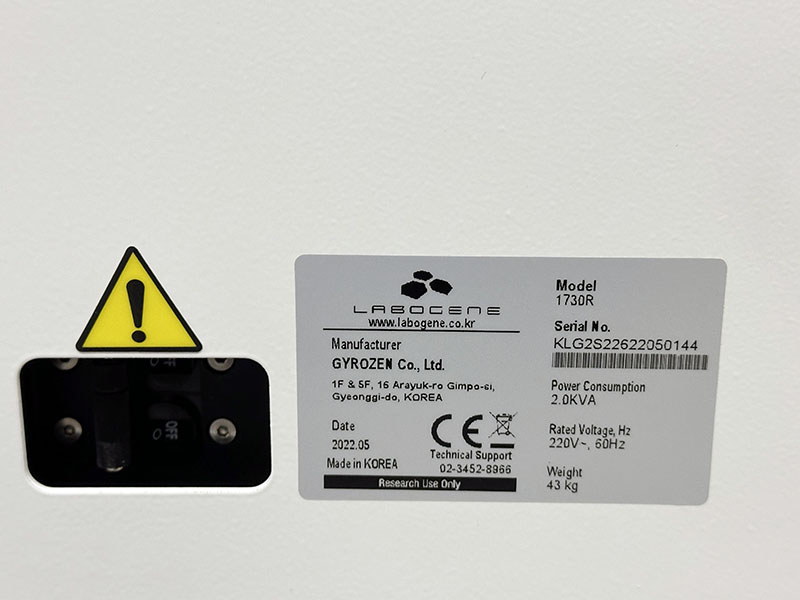 LABOGENE
www.labogene.co.kr
Manufacturer
GYROZEN Co., Ltd.
1F & 5F, 16 Arayuk-ro Gimpo-si,
Gyeonggi-do, KOREA
Date
2022.05
Made in KOREA
CE
Technical Support
02-3452-8966
Research Use Only
Model
1730R
Serial No.
KLG2S22622050144
Power Consumption
2.0KVA
Rated Voltage, Hz
220V~, 60Hz
Weight
43 kg
OFF